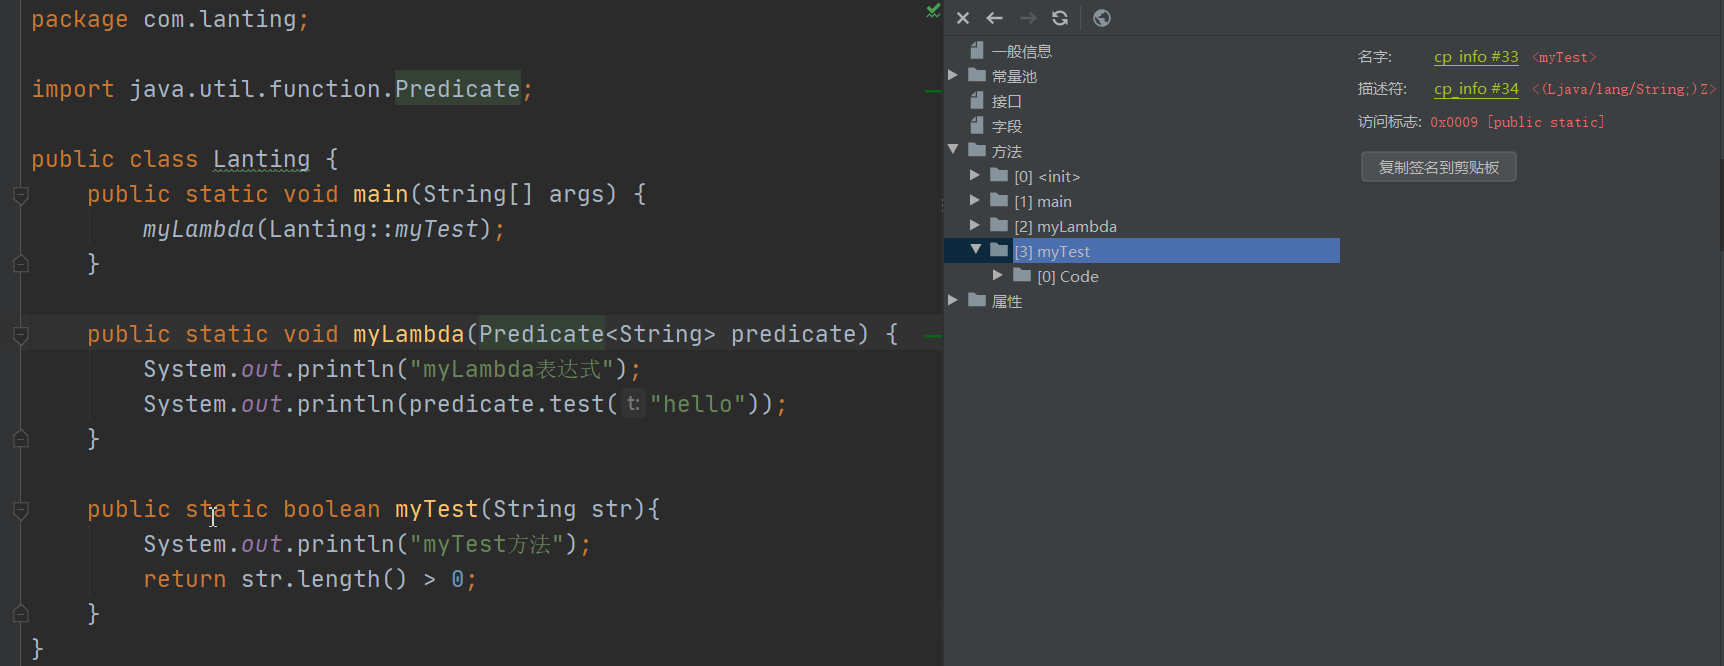 package com.lanting;
import java.util.function.Predicate;
public class Lanting {
public static void main(String[] args) {
myLambda(Lanting::myTest);
}
public static void myLambda(Predicate<String> predicate) {
System.out.println("myLambda表达式");
System.out.println(predicate.test( t: "hello"));
}
public static boolean myTest(String str){
System.out.println("myTest方法");
return str.length() > 0;
}
}
一般信息
常量池
接口
字段
方法
[0] <init>
[1] main
[2] myLambda
[3] myTest
[0] Code
属性
名字: cp_info #33 <myTest>
描述符: cp_info #34 <(Ljava/lang/String;)Z>
访问标志: 0x0009 [public static]
复制签名到剪贴板